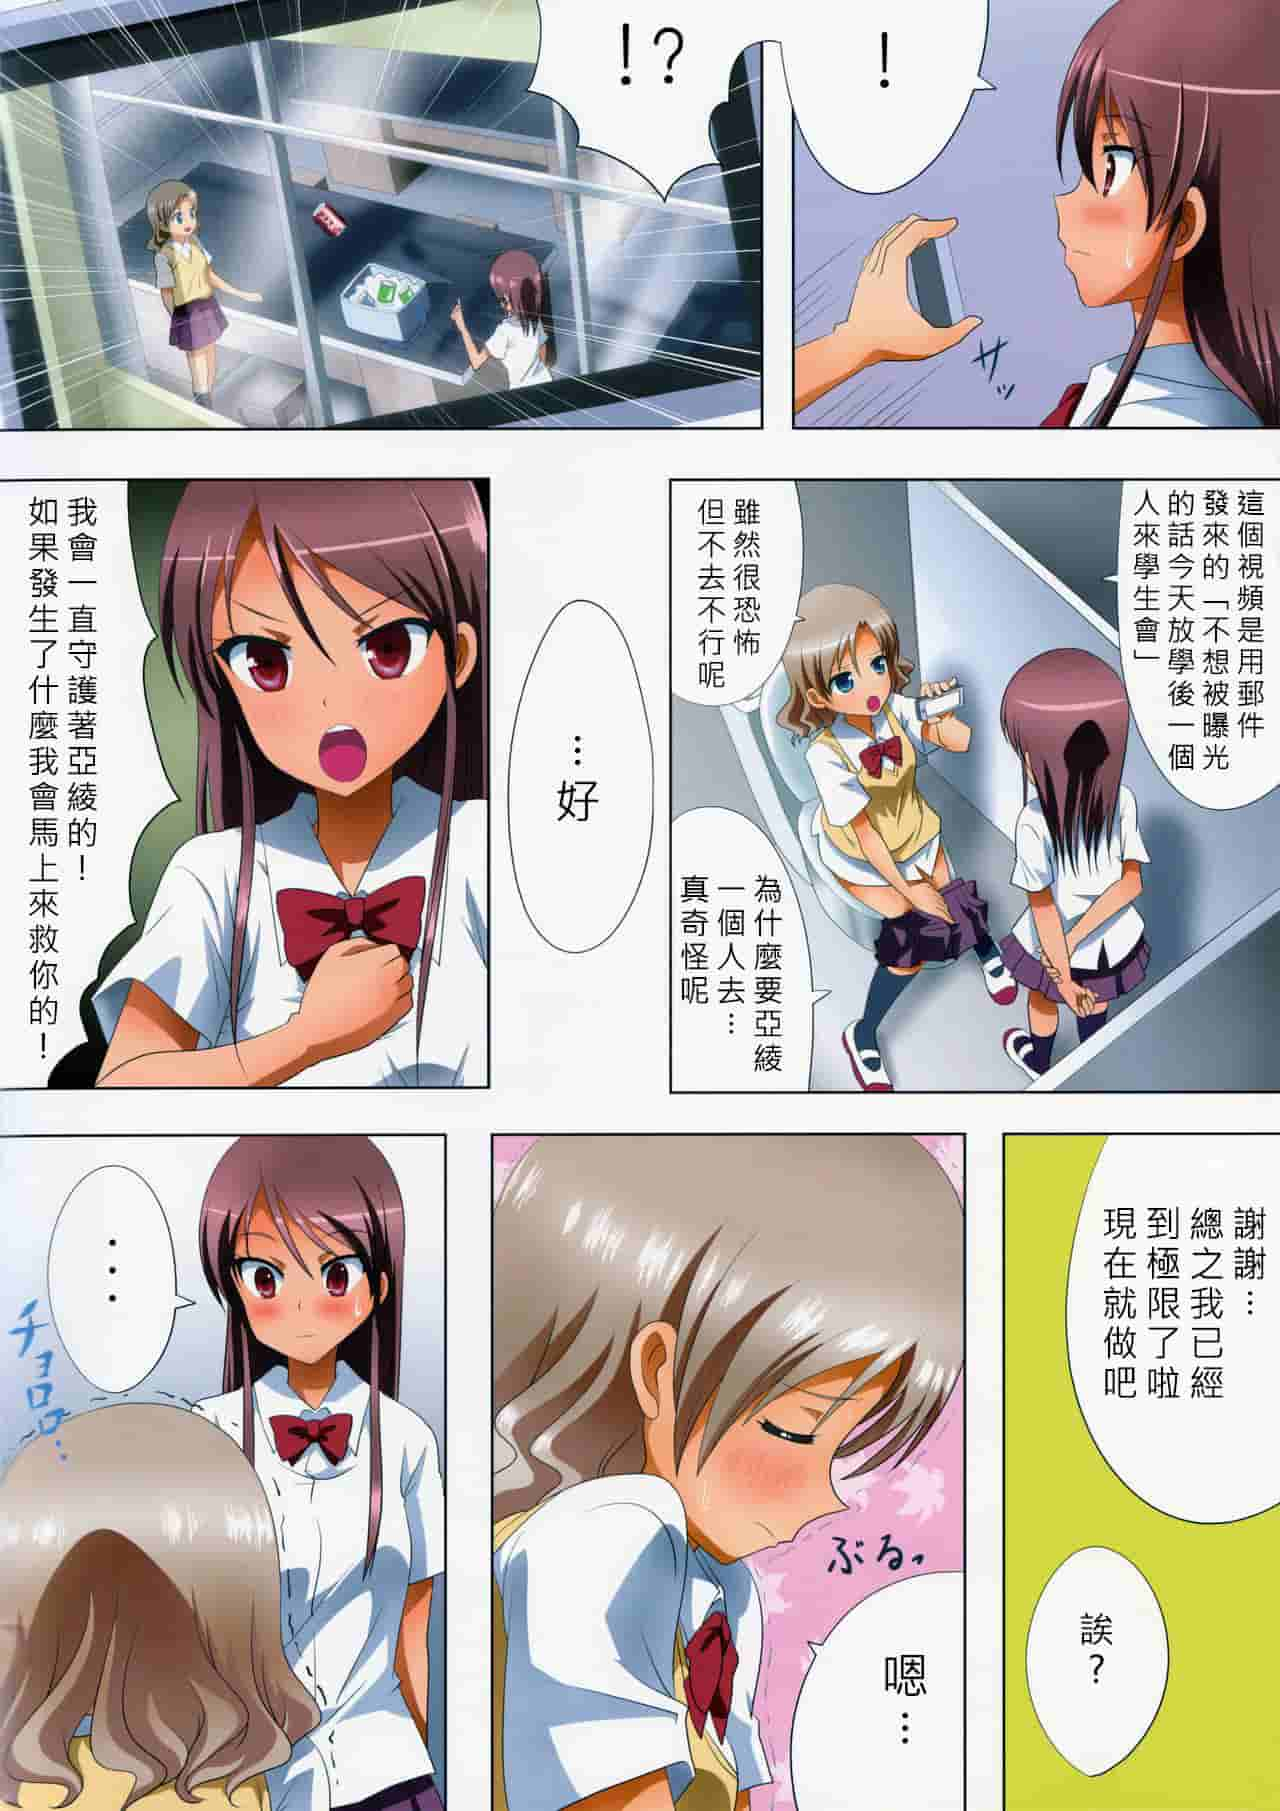 ！
サッ
！？
這個視頻是用郵件
發來的「不想被曝光
的話今天放學後一個
人來學生會」
雖然很恐怖
但不去不行呢
為什麼要亞綾
一個人去…
真奇怪呢
…好
我會一直守護著亞綾的！
如果發生了什麼我會馬上來救你的！
謝謝…
總之我已經
到極限了啦
現在就做吧
誒？
ぶるっ
嗯…
…
チョロロ…